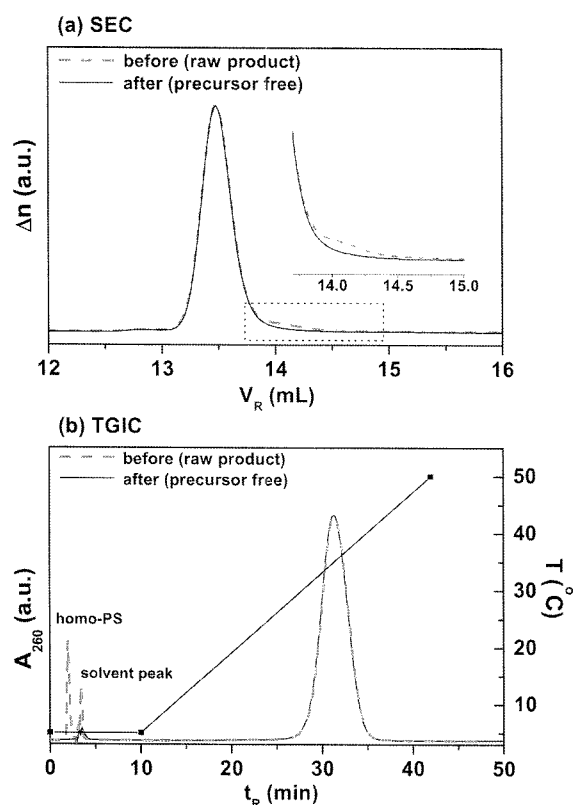 (a) SEC
before (raw product)
after (precursor free)
Δn (a.u.)
14.0 14.5 15.0
12 13 14 15 16
V_R (mL)
(b) TGIC
before (raw product)
after (precursor free)
A_260 (a.u.)
homo-PS
solvent peak
50
40
30
20
10
T (°C)
0 10 20 30 40 50
t_R (min)